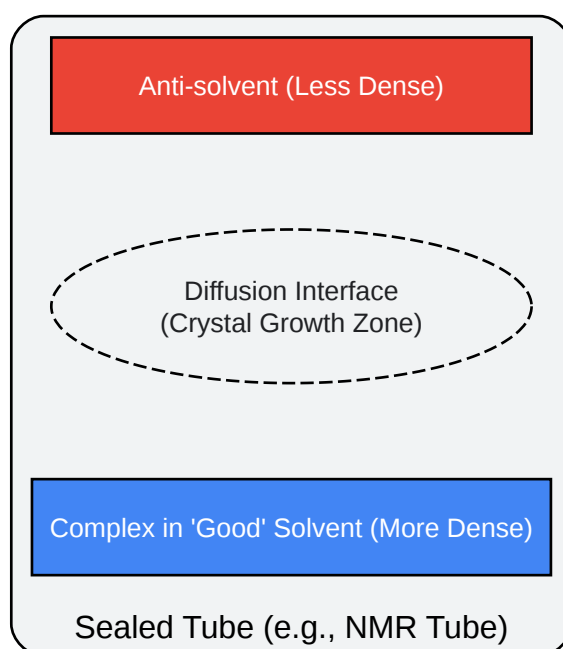 Anti-solvent (Less Dense)
Diffusion Interface
(Crystal Growth Zone)
Complex in 'Good' Solvent (More Dense)
Sealed Tube (e.g., NMR Tube)